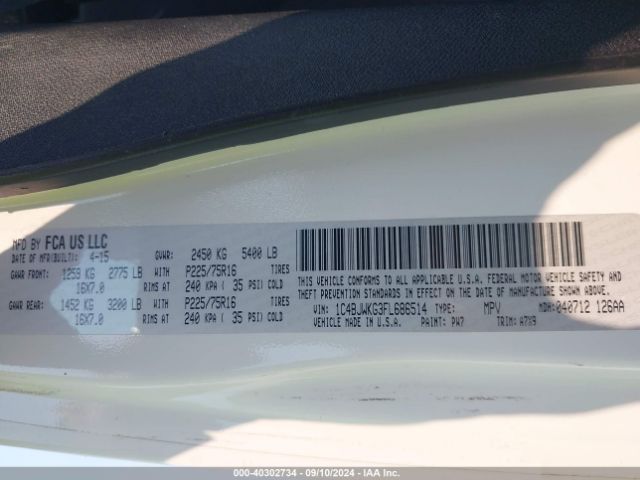 MFD BY FCA US LLC
DATE OF MFR(BUILT): 4-15 GVWR: 2450 KG 5400 LB
GAWR FRONT: 1259 KG 2775 LB WITH P225/75R16 TIRES
16X7.0 RIMS AT 240 KPA ( 35 PSI) COLD
GAWR REAR: 1452 KG 3200 LB WITH P225/75R16 TIRES
16X7.0 RIMS AT 240 KPA ( 35 PSI) COLD
THIS VEHICLE CONFORMS TO ALL APPLICABLE U.S.A. FEDERAL MOTOR VEHICLE SAFETY AND
THEFT PREVENTION STANDARDS IN EFFECT ON THE DATE OF MANUFACTURE SHOWN ABOVE.
VIN: 1C4BJWKG3FL686514 TYPE: MPV MDH: 040712 126AA
VEHICLE MADE IN U.S.A. PAINT: PW7 TRIM: A7X9
000-40302734 - 09/10/2024 - IAA Inc.